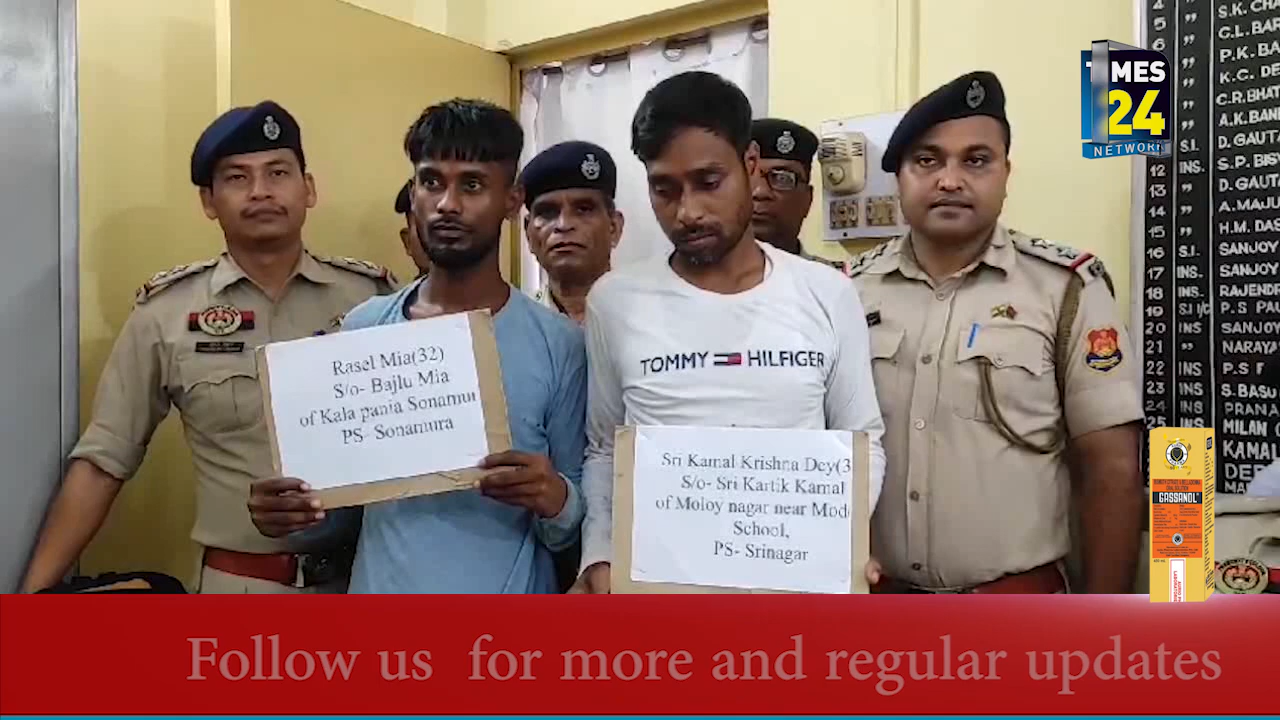 TIMES
24
NETWORK
S.K. CHA
C.L. BAR
P.K. BA
K.C. DE
C.R. BHAT
A.K. BAN
S.I. D. GAUT
12 INS. S.P. BIS
13 " D. GAUTA
14 " A. MAJU
15 " H.M. DAS
16 S.I. SANJOY
17 INS. SANJOY
18 INS. RAJENDR
19 S.I I/C P.S PAU
20 INS SANJOY
21 " NARAYA
22 INS P.S
23 INS S. BASU
24 INS PRANA
25 INS MILAN
KAMAL
Rasel Mia(32)
S/o- Bajlu Mia
of Kala pania Sonamur
PS- Sonamura
TOMMY HILFIGER
Sri Kamal Krishna Dey(3
S/o- Sri Kartik Kamal
of Moloy nagar near Mode
School,
PS- Srinagar
GASSANOL
Follow us for more and regular updates